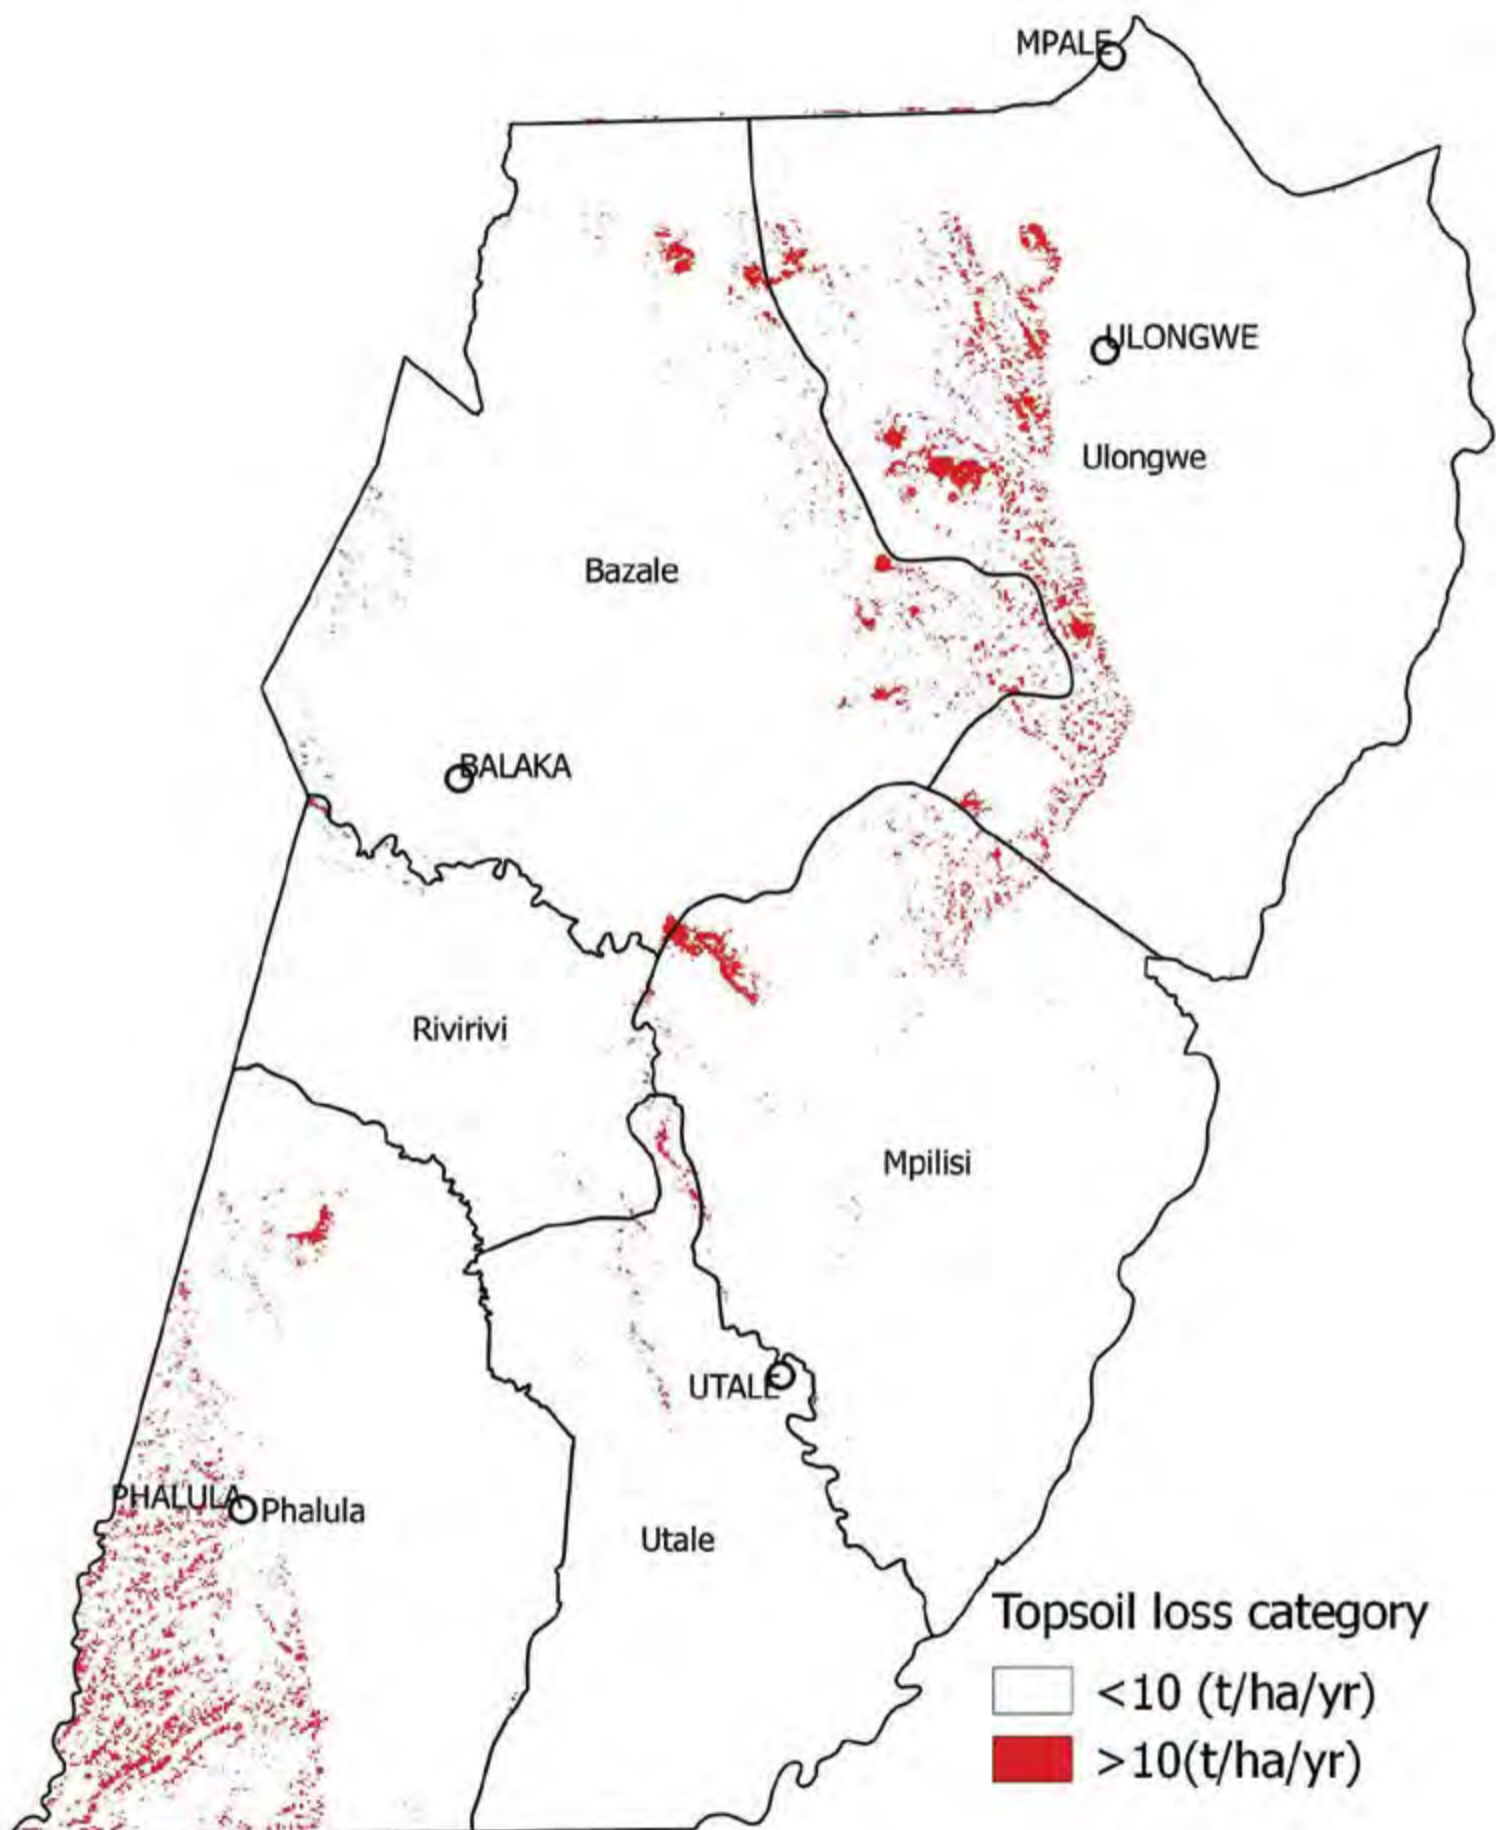 MPALE
ULONGWE
Ulongwe
Bazale
BALAKA
Rivirivi
Mpilisi
UTALE
PHALULA
Phalula
Utale
Topsoil loss category
<10 (t/ha/yr)
>10(t/ha/yr)